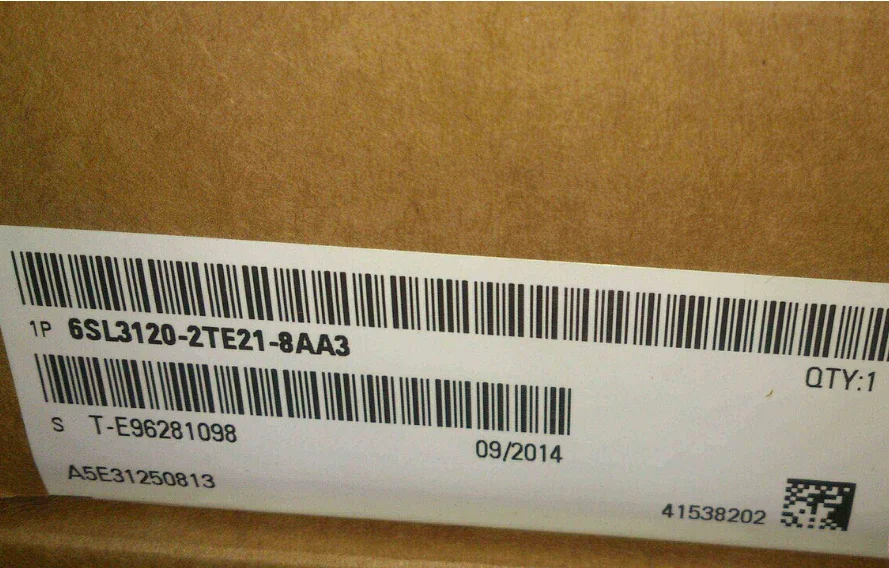 1P 6SL3120-2TE21-8AA3
QTY:1
S T-E96281098
09/2014
A5E31250813
41538202